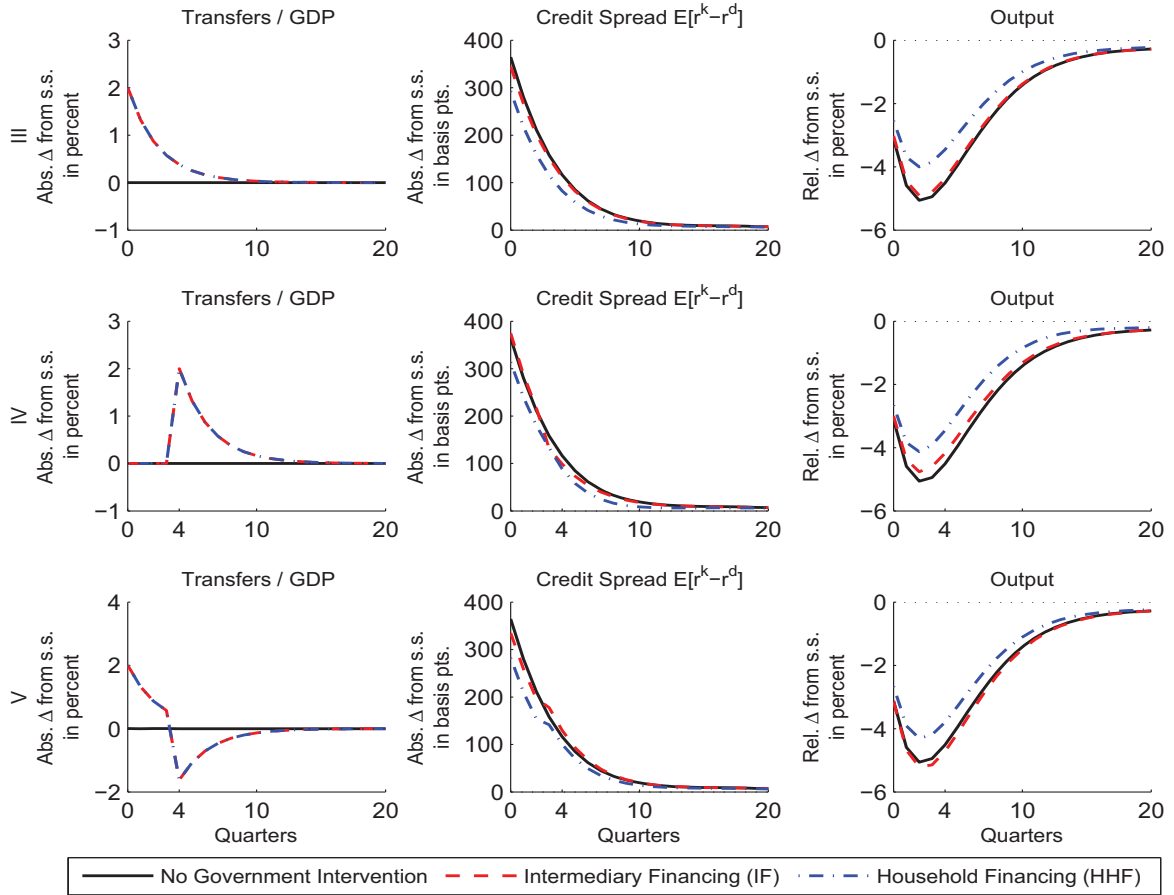 Transfers / GDP
Credit Spread E[r^k−r^d]
Output
III
Abs. Δ from s.s.
in percent
3
2
1
0
−1
0
10
20
Abs. Δ from s.s.
in basis pts.
400
300
200
100
0
0
10
20
Rel. Δ from s.s.
in percent
0
−2
−4
−6
0
10
20
Transfers / GDP
Credit Spread E[r^k−r^d]
Output
IV
Abs. Δ from s.s.
in percent
3
2
1
0
−1
0
4
10
20
Abs. Δ from s.s.
in basis pts.
400
300
200
100
0
0
4
10
20
Rel. Δ from s.s.
in percent
0
−2
−4
−6
0
4
10
20
Transfers / GDP
Credit Spread E[r^k−r^d]
Output
V
Abs. Δ from s.s.
in percent
4
2
0
−2
0
4
10
20
Quarters
Abs. Δ from s.s.
in basis pts.
400
300
200
100
0
0
4
10
20
Quarters
Rel. Δ from s.s.
in percent
0
−2
−4
−6
0
4
10
20
Quarters
No Government Intervention
Intermediary Financing (IF)
Household Financing (HHF)